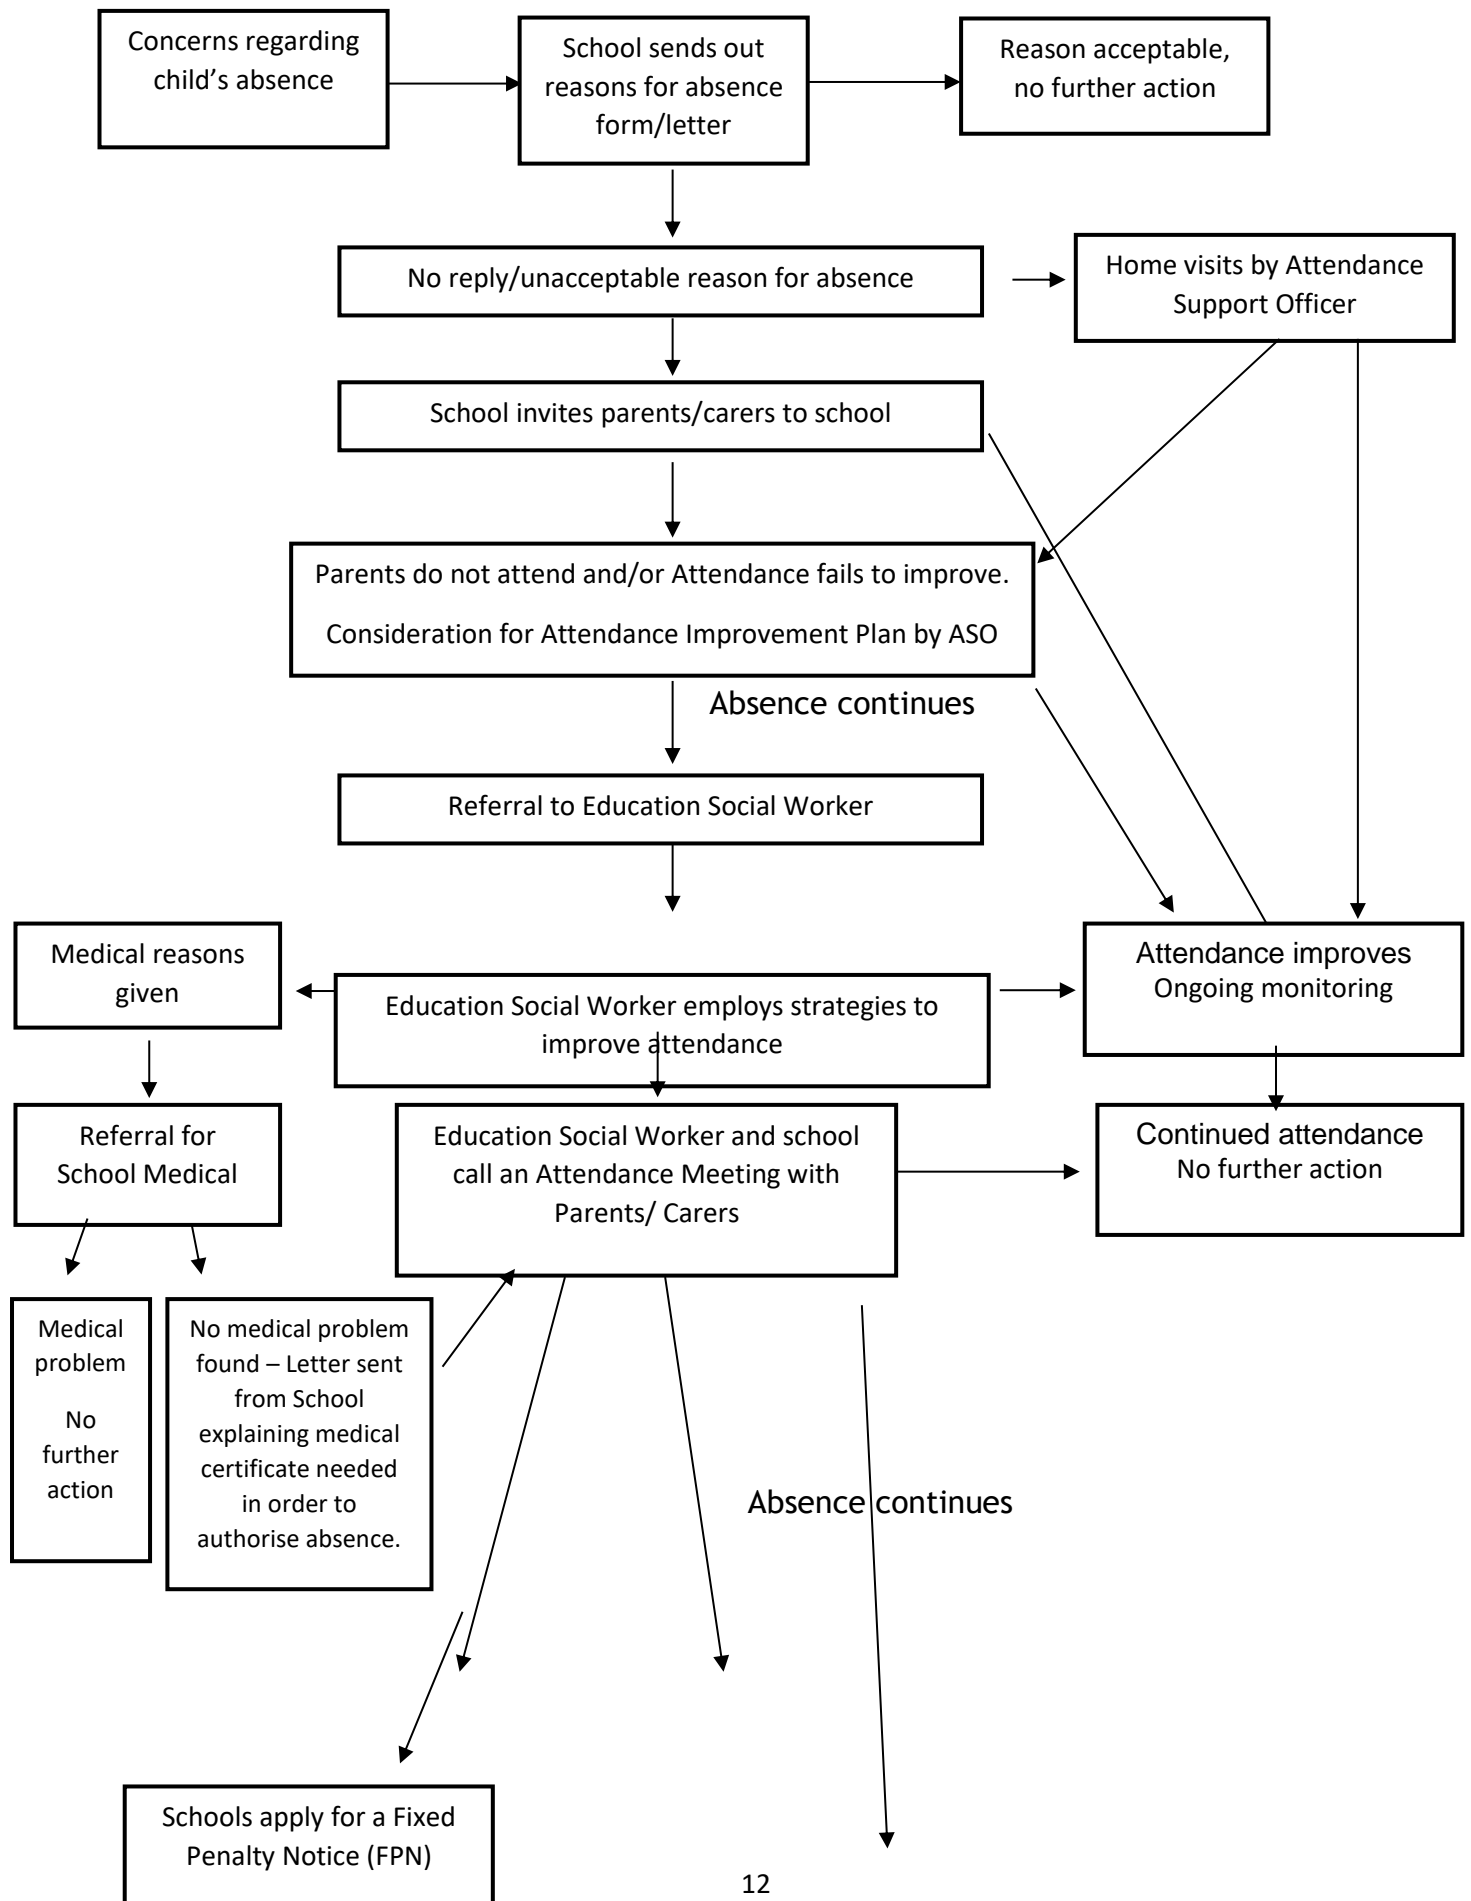 Concerns regarding
child’s absence
School sends out
reasons for absence
form/letter
Reason acceptable,
no further action
No reply/unacceptable reason for absence
Home visits by Attendance
Support Officer
School invites parents/carers to school
Parents do not attend and/or Attendance fails to improve.
Consideration for Attendance Improvement Plan by ASO
Absence continues
Referral to Education Social Worker
Medical reasons
given
Education Social Worker employs strategies to
improve attendance
Attendance improves
Ongoing monitoring
Referral for
School Medical
Education Social Worker and school
call an Attendance Meeting with
Parents/ Carers
Continued attendance
No further action
Medical
problem
No
further
action
No medical problem
found – Letter sent
from School
explaining medical
certificate needed
in order to
authorise absence.
Absence continues
Schools apply for a Fixed
Penalty Notice (FPN)
12